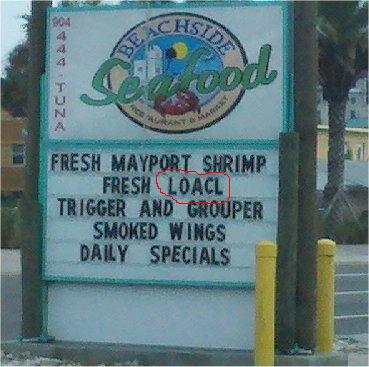 904
444-TUNA
BEACHSIDE
Seafood
RESTAURANT & MARKET
FRESH MAYPORT SHRIMP
FRESH LOACL
TRIGGER AND GROUPER
SMOKED WINGS
DAILY SPECIALS